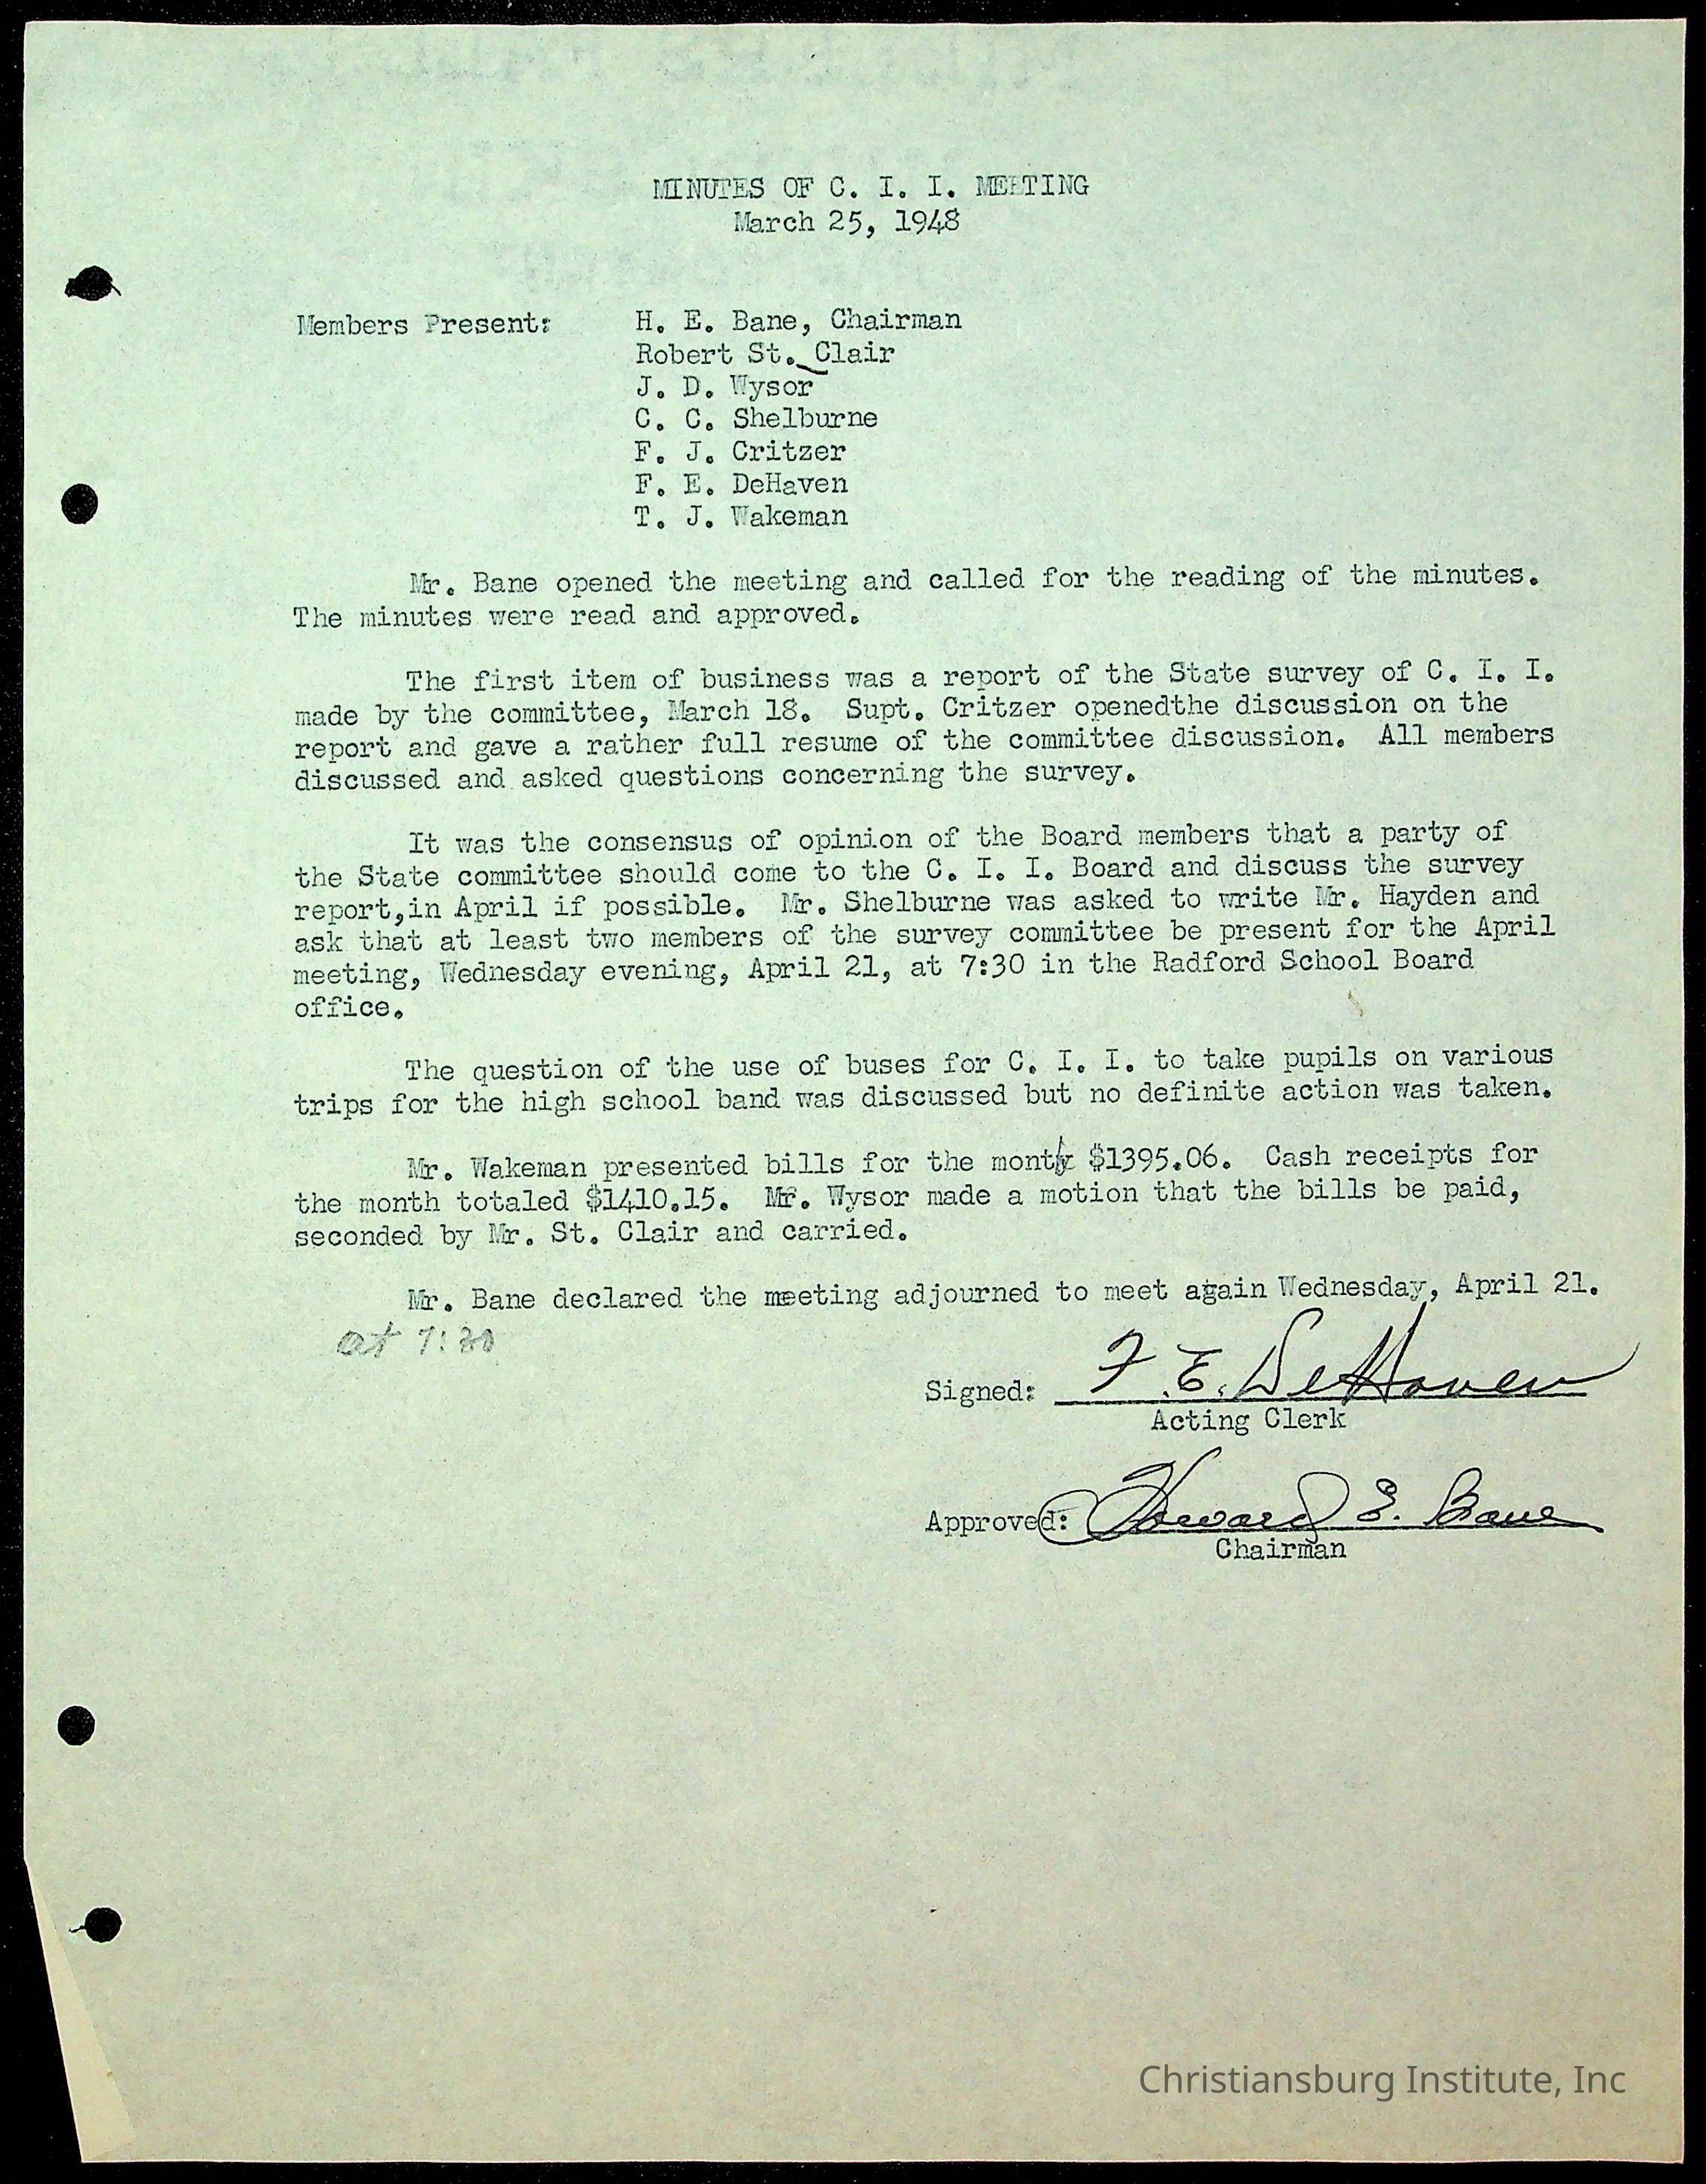 MINUTES OF C. I. I. MEETING
March 25, 1948
Members Present: H. E. Bane, Chairman
Robert St. Clair
J. D. Wysor
C. C. Shelburne
F. J. Critzer
F. E. DeHaven
T. J. Wakeman
Mr. Bane opened the meeting and called for the reading of the minutes.
The minutes were read and approved.
The first item of business was a report of the State survey of C. I. I.
made by the committee, March 18. Supt. Critzer openedthe discussion on the
report and gave a rather full resume of the committee discussion. All members
discussed and asked questions concerning the survey.
It was the consensus of opinion of the Board members that a party of
the State committee should come to the C. I. I. Board and discuss the survey
report,in April if possible. Mr. Shelburne was asked to write Mr. Hayden and
ask that at least two members of the survey committee be present for the April
meeting, Wednesday evening, April 21, at 7:30 in the Radford School Board
office.
The question of the use of buses for C. I. I. to take pupils on various
trips for the high school band was discussed but no definite action was taken.
Mr. Wakeman presented bills for the month $1395.06. Cash receipts for
the month totaled $1410.15. Mr. Wysor made a motion that the bills be paid,
seconded by Mr. St. Clair and carried.
Mr. Bane declared the meeting adjourned to meet again Wednesday, April 21.
at 7:30
Signed: F. E. DeHaven
Acting Clerk
Approved: Howard E. Bane
Chairman
Christiansburg Institute, Inc